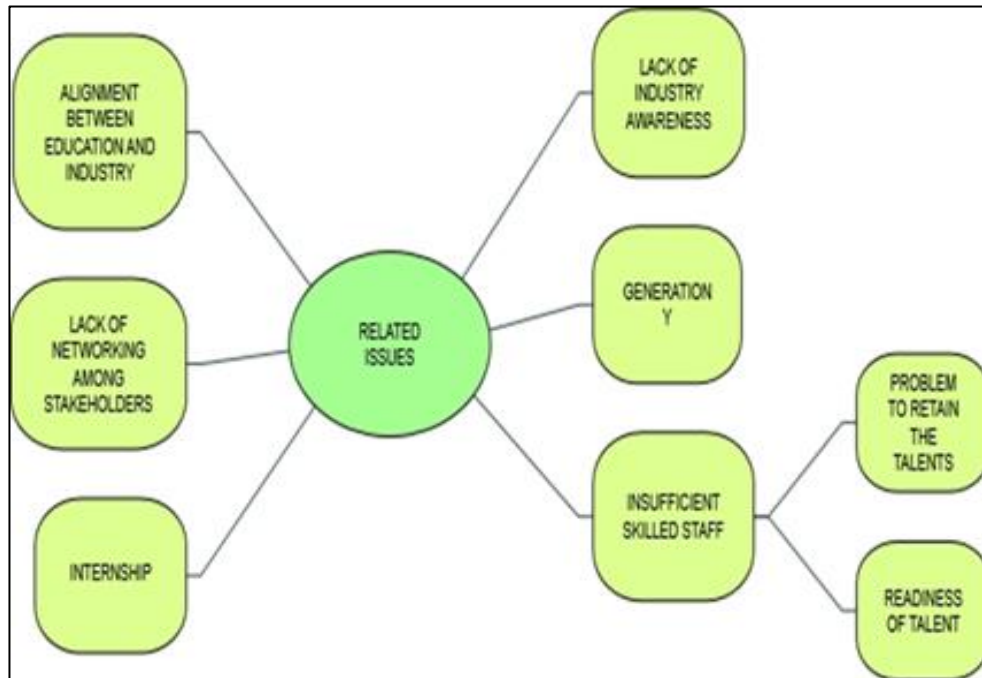 ALIGNMENT
BETWEEN
EDUCATION AND
INDUSTRY
LACK OF
NETWORKING
AMONG
STAKEHOLDERS
INTERNSHIP
RELATED
ISSUES
LACK OF
INDUSTRY
AWARENESS
GENERATION
Y
INSUFFICIENT
SKILLED STAFF
PROBLEM
TO RETAIN
THE
TALENTS
READINESS
OF TALENT